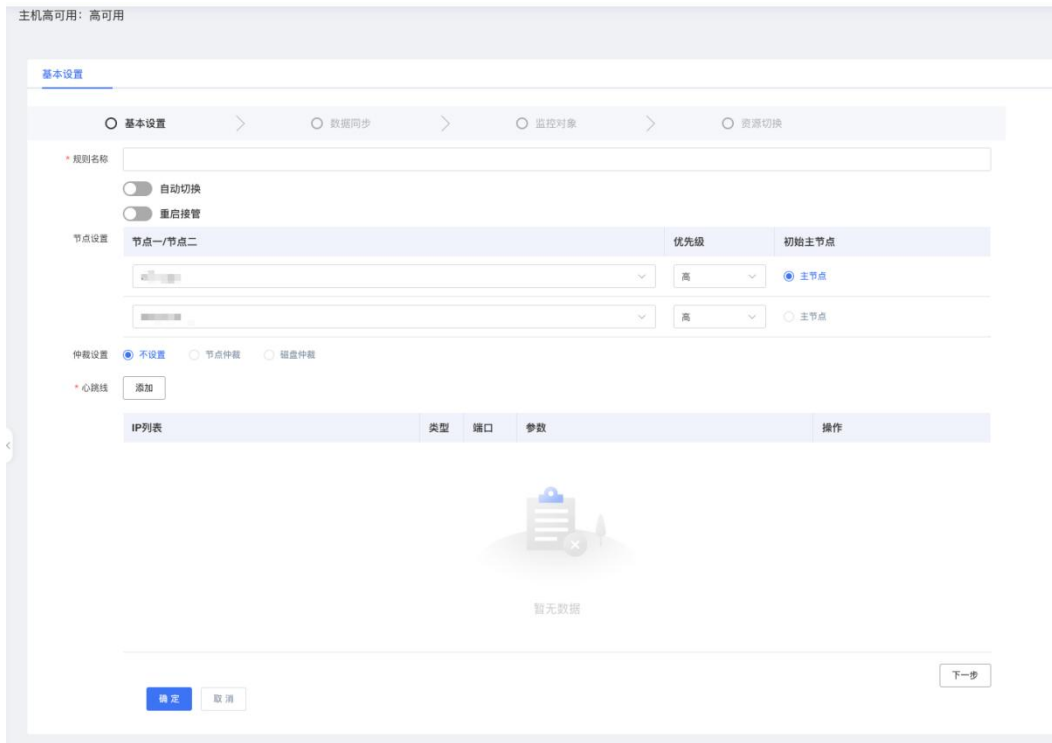 主机高可用：高可用
基本设置
基本设置 数据同步 监控对象 资源切换
* 规则名称
自动切换
重启接管
节点设置 节点一/节点二 优先级 初始主节点
高 主节点
高 主节点
仲裁设置 不设置 节点仲裁 磁盘仲裁
* 心跳线 添加
IP列表 类型 端口 参数 操作
暂无数据
下一步
确定 取消